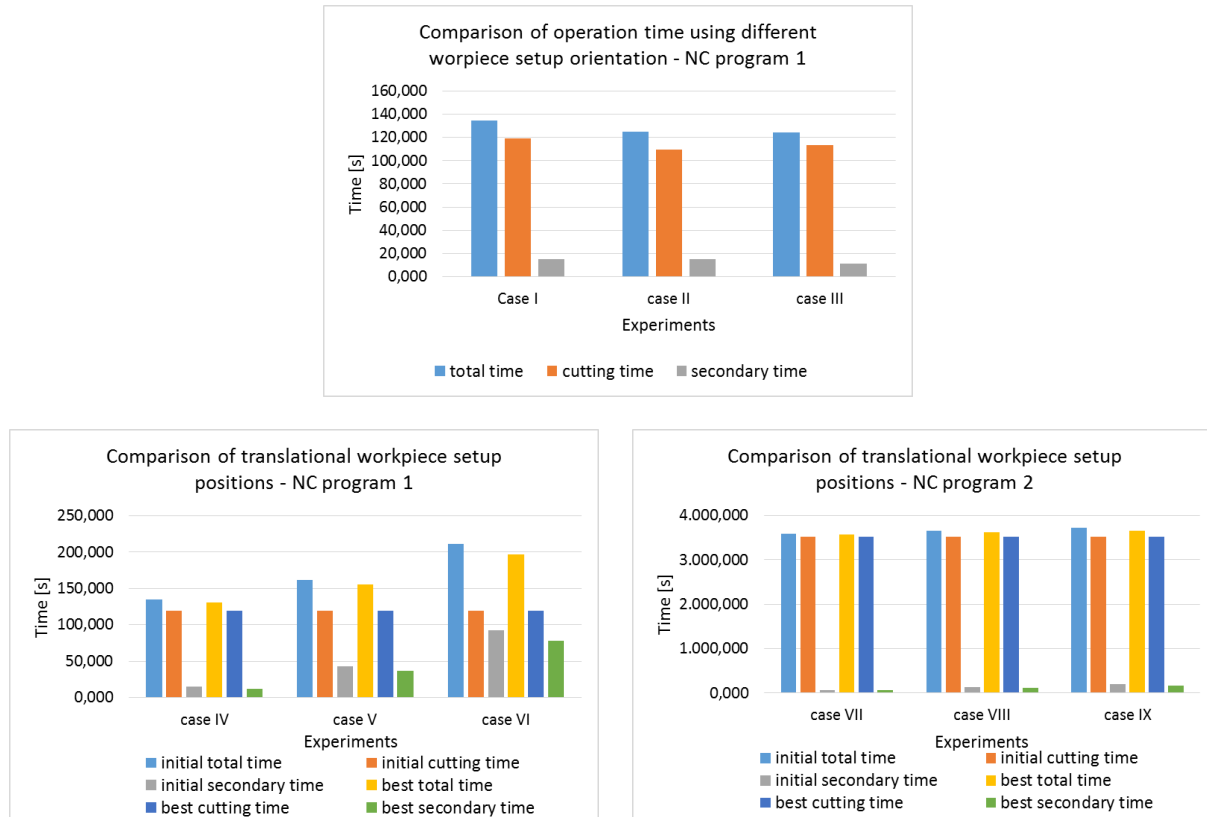 Comparison of operation time using different
worpiece setup orientation - NC program 1
160,000
140,000
120,000
100,000
80,000
60,000
40,000
20,000
0,000
Time [s]
Case I case II case III
Experiments
total time cutting time secondary time
Comparison of translational workpiece setup
positions - NC program 1
250,000
200,000
150,000
100,000
50,000
0,000
Time [s]
case IV case V case VI
Experiments
initial total time initial cutting time
initial secondary time best total time
best cutting time best secondary time
Comparison of translational workpiece setup
positions - NC program 2
4.000,000
3.000,000
2.000,000
1.000,000
0,000
Time [s]
case VII case VIII case IX
Experiments
initial total time initial cutting time
initial secondary time best total time
best cutting time best secondary time